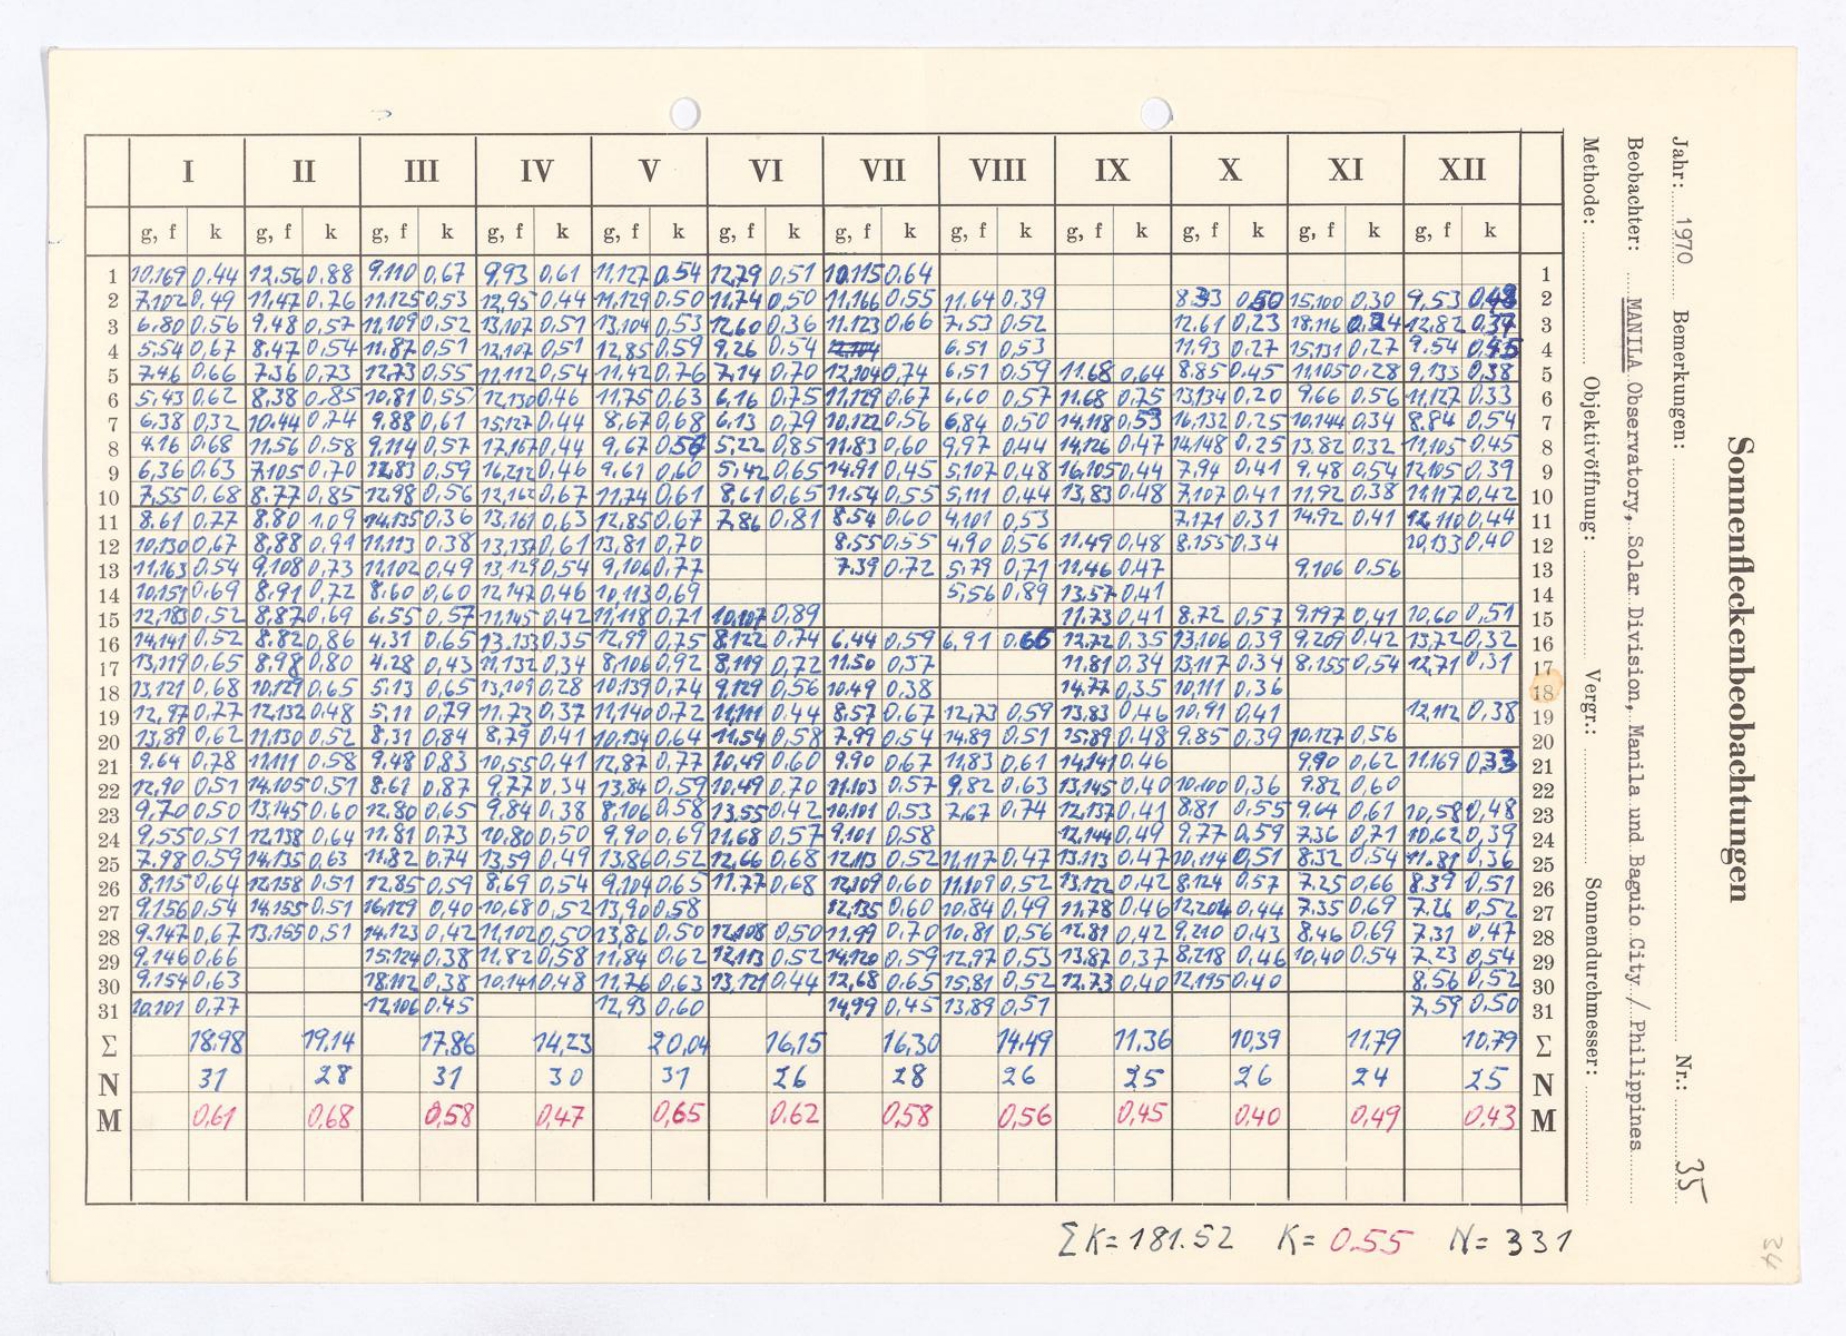 Sonnenfleckenbeobachtungen
Jahr: 1970 Bemerkungen: Nr.: 35
Beobachter: MANILA Observatory, Solar Division, Manila und Baguio City / Philippines
Methode: Objektivöffnung: Vergr.: Sonnendurchmesser:
I II III IV V VI VII VIII IX X XI XII
g, f k g, f k g, f k g, f k g, f k g, f k g, f k g, f k g, f k g, f k g, f k g, f k
1 10.169 0,44 12,56 0,88 9.110 0,67 9,93 0,61 11,127 0,54 12,79 0,51 10.115 0,64 1
2 7,102 0,49 11,47 0,76 11,125 0,53 12,95 0,44 11,129 0,50 11,74 0,50 11,166 0,55 11.64 0,39 15,100 0,30 9,53 2
3 6,80 0,56 9,48 0,57 11,109 0,52 13,107 0,51 13,104 0,53 12,60 0,36 11,123 0,66 7,53 0,52 12,61 0,23 18,116 12,82 3
4 5,54 0,67 8,47 0,54 11,87 0,51 12,107 0,51 12,85 0,59 9,26 0,54 6,51 0,53 11,93 0,27 15,131 0,27 9,54 4
5 7,46 0,66 7,36 0,73 12,73 0,55 11,112 0,54 11,42 0,76 7,14 0,70 12,104 0,74 6,51 0,59 11,68 0,64 8,85 0,45 11,105 0,28 9,133 0,38 5
6 5,43 0,62 8,38 0,85 10,81 0,55 12,130 0,46 11,75 0,63 6,16 0,75 11,129 0,67 6,60 0,57 11,68 0,75 13,134 0,20 9,66 0,56 11,127 0,33 6
7 6,38 0,32 10,44 0,74 9,88 0,61 15,127 0,44 8,67 0,68 6,13 0,79 10,122 0,56 6,84 0,50 14,118 0,53 16,132 0,25 10,144 0,34 8,84 0,54 7
8 4,16 0,68 11,56 0,58 9,114 0,57 17,167 0,44 9,67 0,56 5,22 0,85 11,83 0,60 9,97 0,44 14,126 0,47 14,148 0,25 13,82 0,32 11,105 0,45 8
9 6,36 0,63 7,105 0,70 12,83 0,59 16,212 0,46 9,61 0,60 5,42 0,65 14,91 0,45 5,107 0,48 16,105 0,44 7,94 0,41 9,48 0,54 12,105 0,39 9
10 7,55 0,68 8,77 0,85 12,98 0,56 12,162 0,67 11,74 0,61 8,61 0,65 11,54 0,55 5,111 0,44 13,83 0,48 7,107 0,41 11,92 0,38 11,117 0,42 10
11 8,61 0,77 8,80 1,09 14,135 0,36 13,161 0,63 12,85 0,67 7,86 0,81 8,54 0,60 4,101 0,53 7,171 0,31 14,92 0,41 12,110 0,44 11
12 10,130 0,67 8,88 0,91 11,113 0,38 13,137 0,61 13,81 0,70 8,55 0,55 4,90 0,56 11,49 0,48 8,155 0,34 10,133 0,40 12
13 11,163 0,54 9,108 0,73 11,102 0,49 13,129 0,54 9,106 0,77 7,39 0,72 5,79 0,71 11,46 0,47 9,106 0,56 13
14 10,151 0,69 8,91 0,72 8,60 0,60 12,147 0,46 10,113 0,69 5,56 0,89 13,57 0,41 14
15 12,183 0,52 8,87 0,69 6,55 0,57 11,145 0,42 11,118 0,71 10,107 0,89 11,73 0,41 8,72 0,57 9,197 0,41 10,60 0,51 15
16 14,141 0,52 8,82 0,86 4,31 0,65 13,133 0,35 12,99 0,75 8,122 0,74 6,44 0,59 6,91 0,66 12,72 0,35 13,106 0,39 9,209 0,42 13,72 0,32 16
17 13,119 0,65 8,98 0,80 4,28 0,43 11,132 0,34 8,106 0,92 8,119 0,72 11,50 0,37 11,81 0,34 13,117 0,34 8,155 0,54 12,71 0,31 17
18 13,121 0,68 10,129 0,65 5,13 0,65 13,109 0,28 10,139 0,74 9,129 0,56 10,49 0,38 14,77 0,35 10,111 0,36 18
19 12,97 0,77 12,132 0,48 5,11 0,79 11,73 0,37 11,140 0,72 11,111 0,44 8,57 0,67 12,73 0,59 13,83 0,46 10,91 0,41 12,112 0,38 19
20 13,89 0,62 11,130 0,52 8,31 0,84 8,79 0,41 10,134 0,64 11,54 0,58 7,99 0,54 14,89 0,51 15,89 0,48 9,85 0,39 10,127 0,56 20
21 9,64 0,78 11,111 0,58 9,48 0,83 10,55 0,41 12,87 0,77 10,49 0,60 9,90 0,67 11,83 0,61 14,141 0,46 9,90 0,62 11,169 0,33 21
22 12,90 0,51 14,105 0,51 8,61 0,87 9,77 0,34 13,84 0,59 10,49 0,70 11,103 0,57 9,82 0,63 13,145 0,40 10,100 0,36 9,82 0,60 22
23 9,70 0,50 13,145 0,60 12,80 0,65 9,84 0,38 8,106 0,58 13,55 0,42 10,101 0,53 7,67 0,74 12,137 0,41 8,81 0,55 9,64 0,61 10,58 0,48 23
24 9,55 0,51 12,138 0,64 11,81 0,73 10,80 0,50 9,90 0,69 11,68 0,57 9,101 0,58 12,144 0,49 9,77 0,59 7,36 0,71 10,62 0,39 24
25 7,98 0,59 14,135 0,63 11,82 0,74 13,59 0,49 13,86 0,52 12,66 0,68 12,113 0,52 11,117 0,47 13,113 0,47 10,114 0,51 8,32 0,54 11,81 0,36 25
26 8,115 0,64 12,158 0,51 12,85 0,59 8,69 0,54 9,104 0,65 11,77 0,68 12,109 0,60 11,109 0,52 13,122 0,42 8,124 0,57 7,25 0,66 8,39 0,51 26
27 9,156 0,54 14,155 0,51 16,129 0,40 10,68 0,52 13,90 0,58 12,135 0,60 10,84 0,49 11,78 0,46 12,204 0,44 7,35 0,69 7,26 0,52 27
28 9,147 0,67 13,155 0,51 14,123 0,42 11,102 0,50 13,86 0,50 12,108 0,50 11,99 0,70 10,81 0,56 12,81 0,42 9,210 0,43 8,46 0,69 7,31 0,47 28
29 9,146 0,66 15,124 0,38 11,82 0,58 11,84 0,62 12,113 0,52 14,120 0,59 12,97 0,53 13,87 0,37 8,218 0,46 10,40 0,54 7,23 0,54 29
30 9,154 0,63 18,112 0,38 10,141 0,48 11,76 0,63 13,121 0,44 12,68 0,65 15,81 0,52 12,73 0,40 12,195 0,40 8,56 0,52 30
31 10,101 0,77 12,106 0,45 12,93 0,60 14,99 0,45 13,89 0,51 7,59 0,50 31
Σ 18.98 19,14 17,86 14,23 20,04 16,15 16,30 14,49 11,36 10,39 11,79 10,79 Σ
N 31 28 31 30 31 26 28 26 25 26 24 25 N
M 0,61 0,68 0,58 0,47 0,65 0.62 0,58 0,56 0,45 0,40 0,49 0,43 M
ΣK=181.52 K=0.55 N=331
34